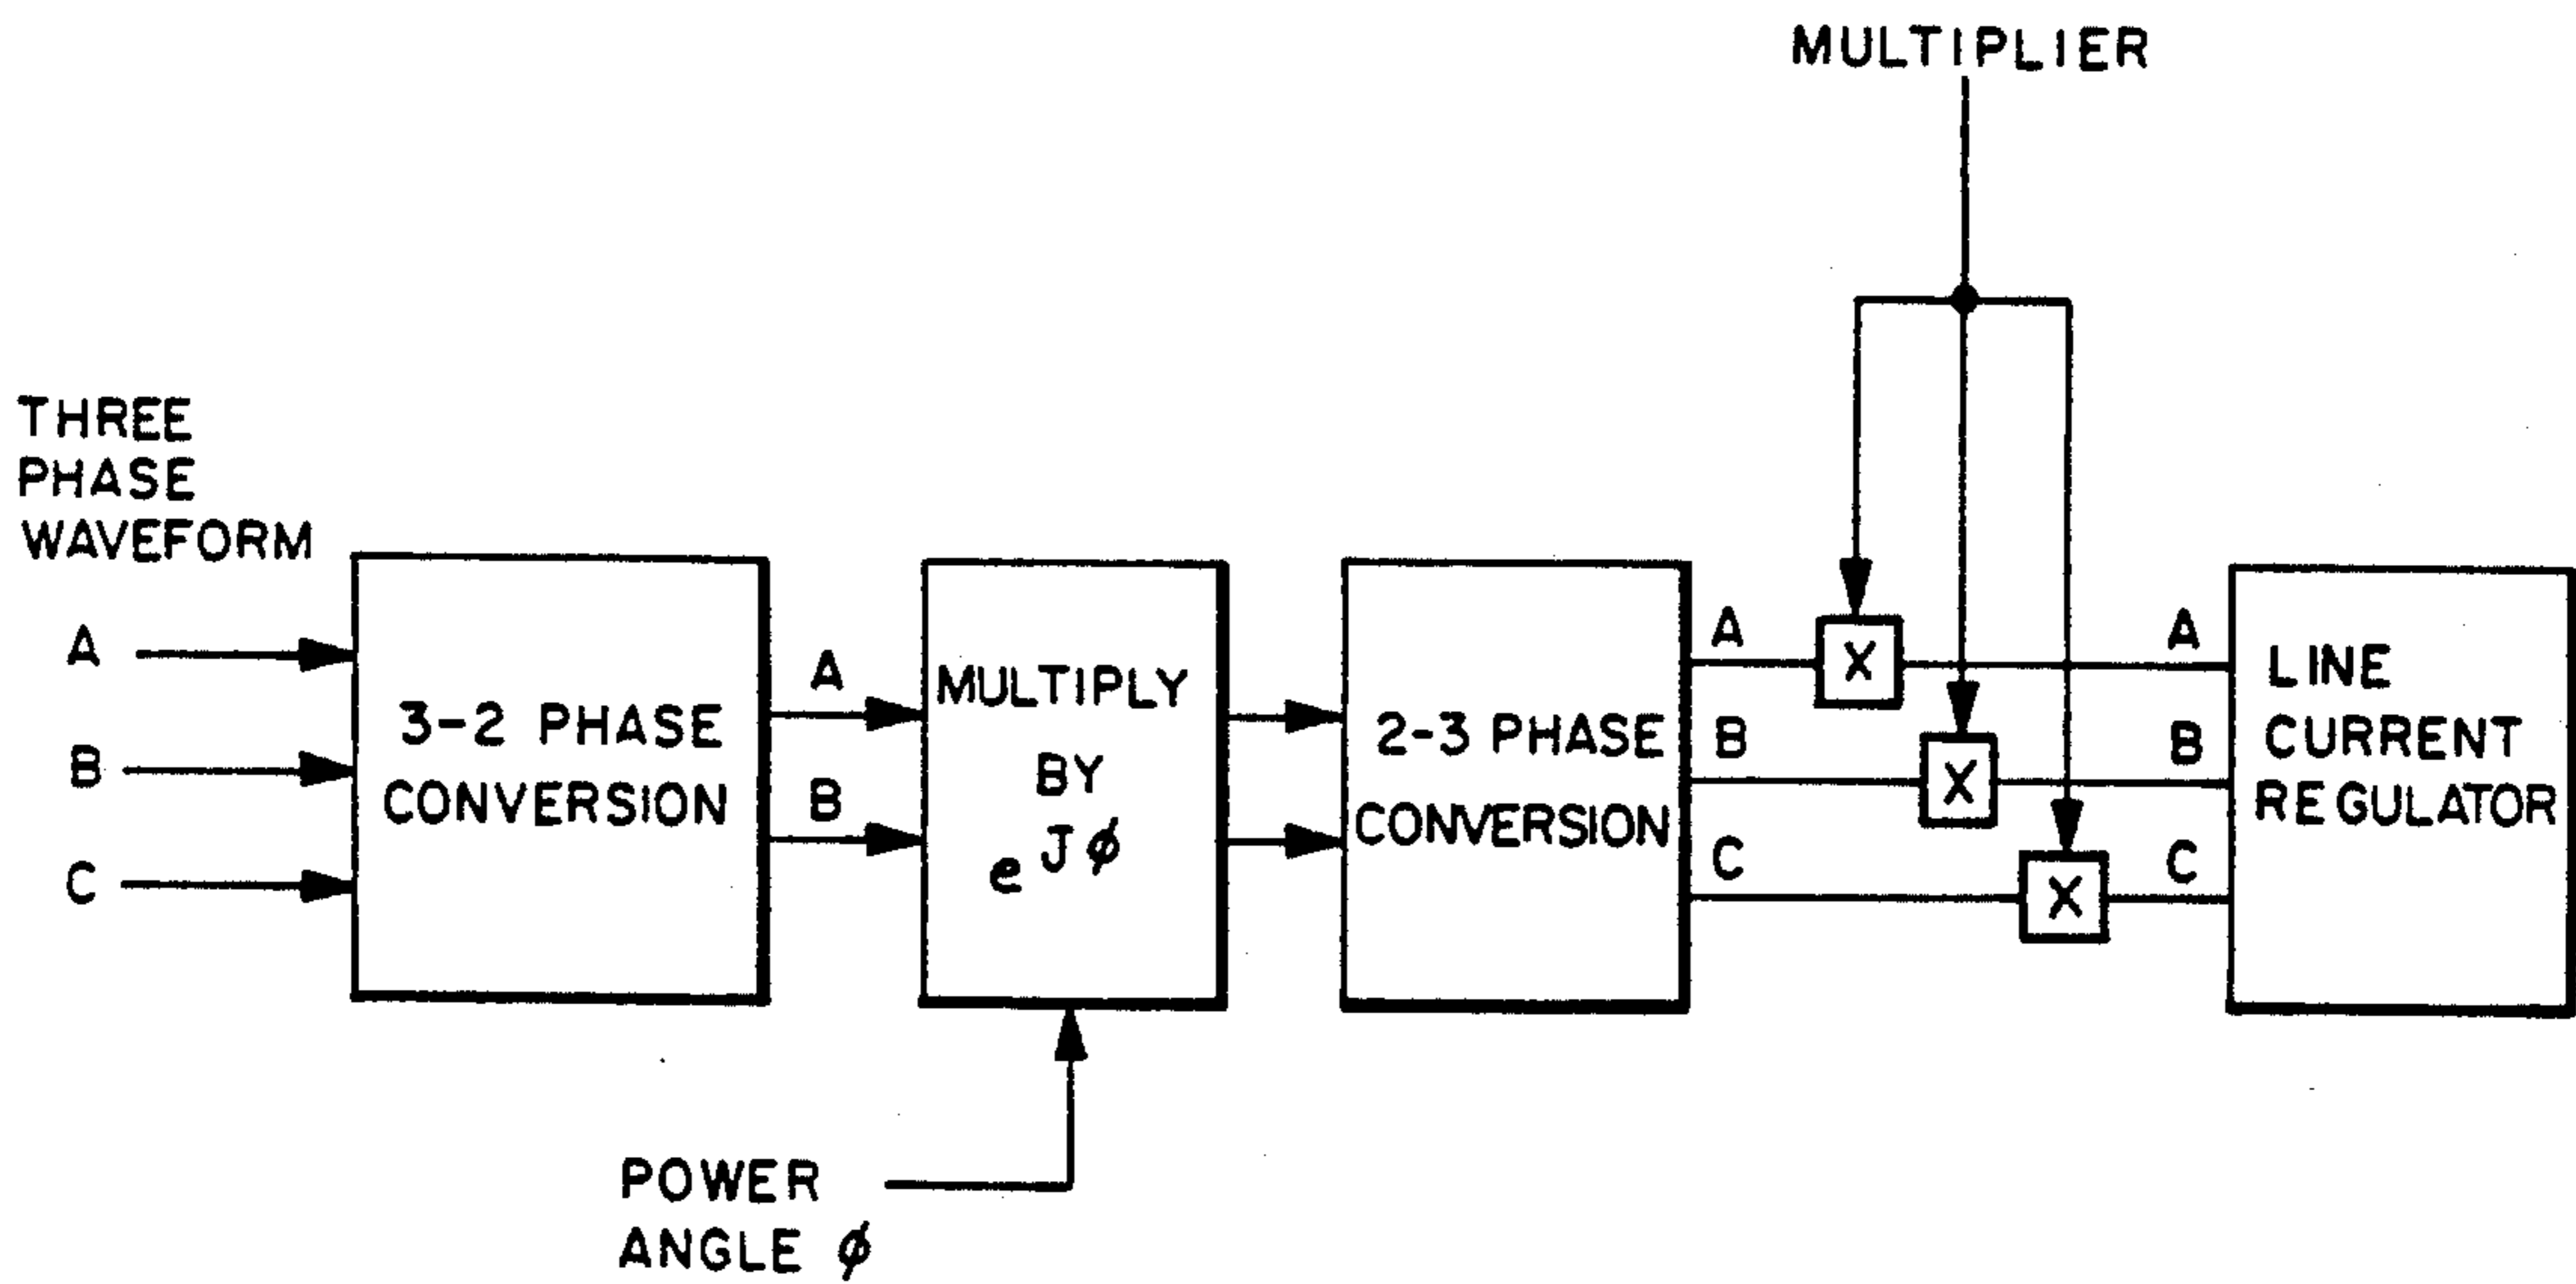 MULTIPLIER
THREE
PHASE
WAVEFORM
A
B
C
3-2 PHASE
CONVERSION
A
B
MULTIPLY
BY
e^Jϕ
POWER
ANGLE ϕ
2-3 PHASE
CONVERSION
A
B
C
X
X
X
A
B
C
LINE
CURRENT
REGULATOR